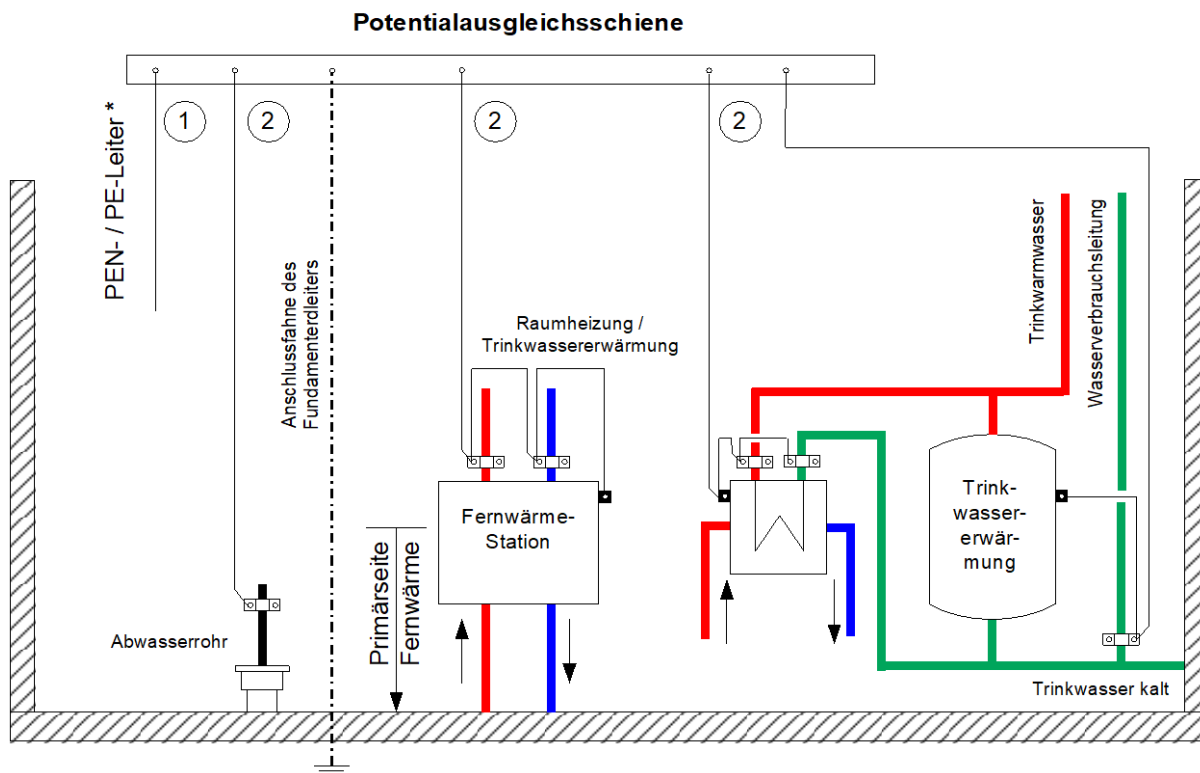 Potentialausgleichsschiene
PEN- / PE-Leiter *
1
2
2
2
Anschlussfahne des
Fundamenterdleiters
Raumheizung /
Trinkwassererwärmung
Trinkwarmwasser
Wasserverbrauchsleitung
Fernwärme-
Station
Trink-
wasser-
erwär-
mung
Primärseite
Fernwärme
Abwasserrohr
Trinkwasser kalt